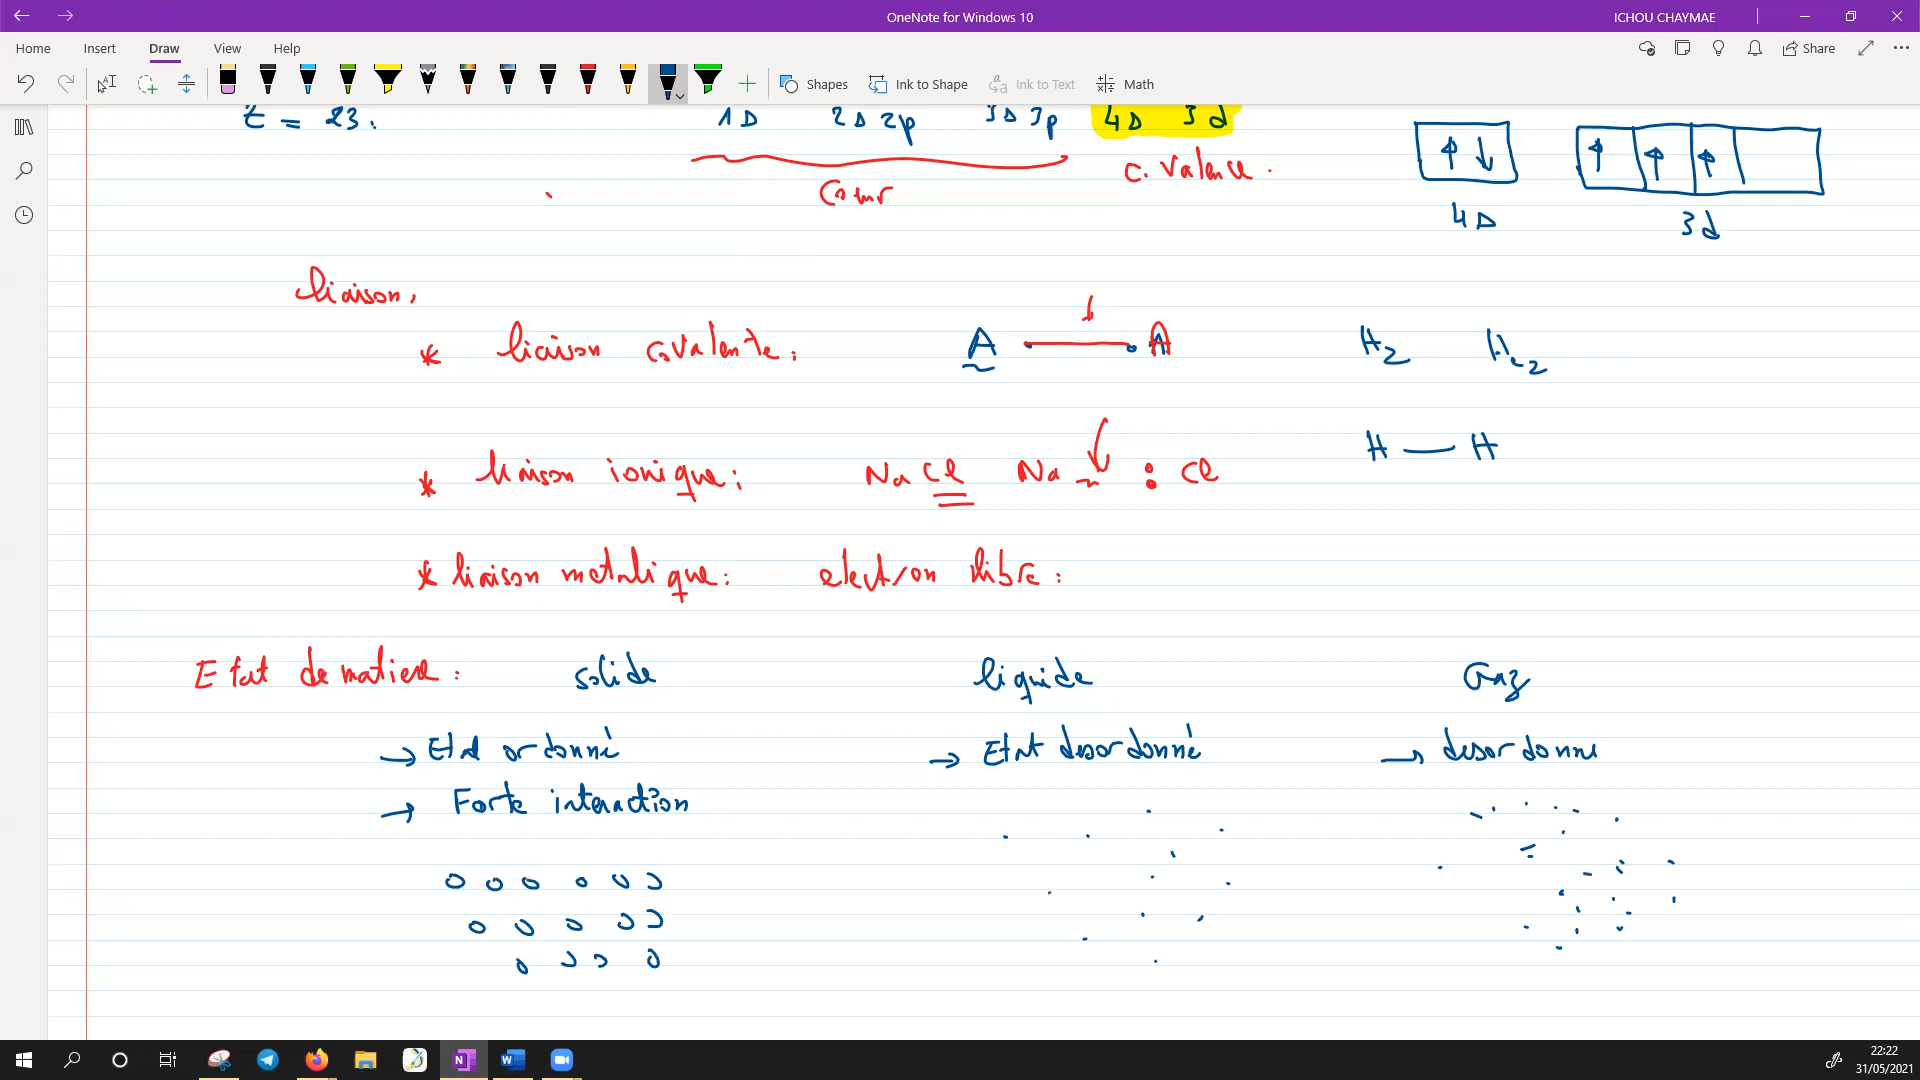 OneNote for Windows 10
ICHOU CHAYMAE
Home Insert Draw View Help
Share
Shapes Ink to Shape Ink to Text Math
Z = 23. 1s 2s 2p 3s 3p 4s 3d
c. valence.
Cœur
4s 3d
liaison.
* liaison covalente: A A H2
H — H
* liaison ionique: NaCl Na : Cl
* liaison metalique: electron libre:
Etat de matiere: solide liquide Gaz
→ Etat ordonné → Etat desordonné → desordonne
→ Forte interaction
22:22
31/05/2021